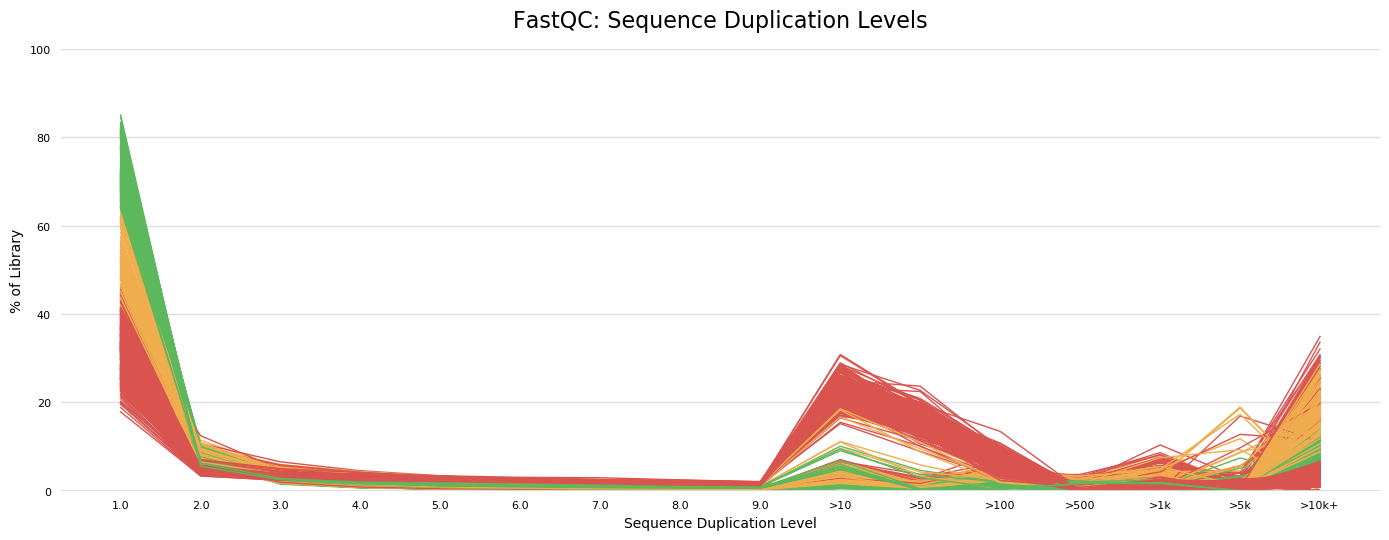 FastQC: Sequence Duplication Levels
100
80
60
40
20
0
% of Library
1.0 2.0 3.0 4.0 5.0 6.0 7.0 8.0 9.0 >10 >50 >100 >500 >1k >5k >10k+
Sequence Duplication Level